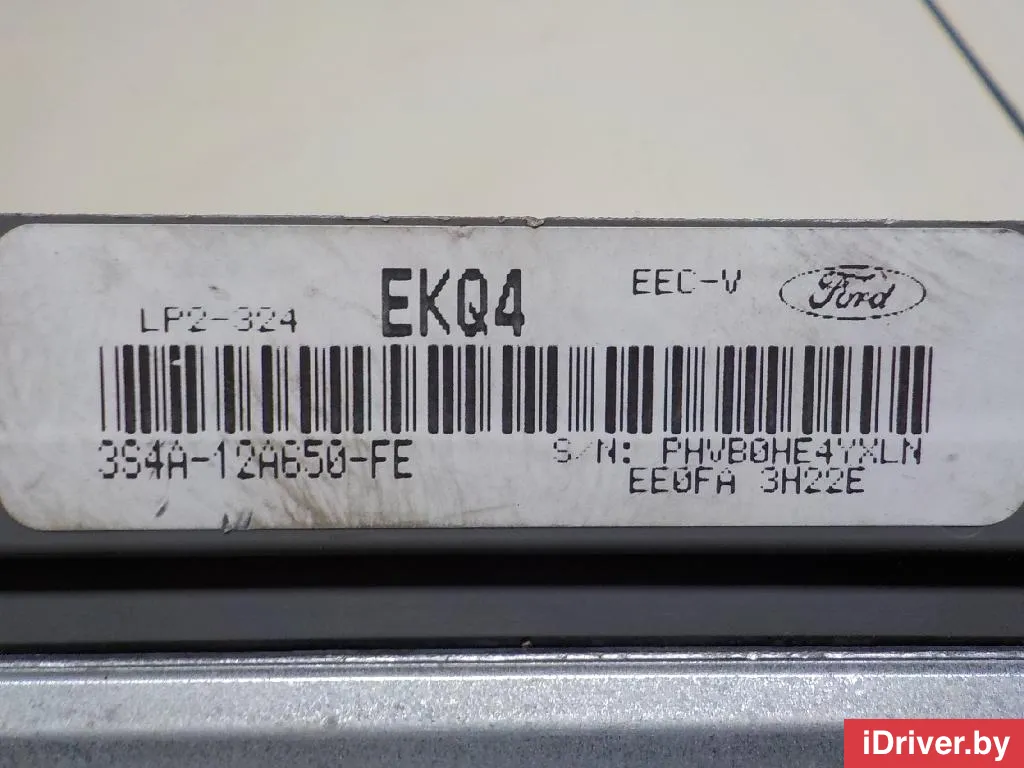 LP2-324
EKQ4
EEC-V
Ford
3S4A-12A650-FE
S/N: PHVB0HE4YXLN
EE0FA 3H22E
iDriver.by